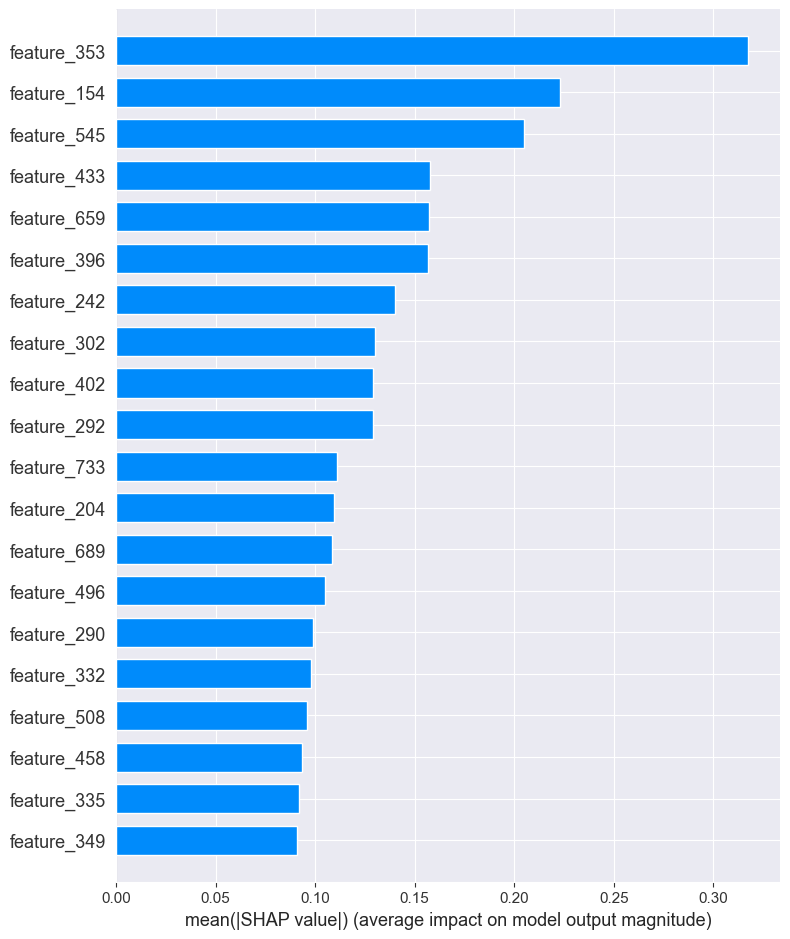 feature_353
feature_154
feature_545
feature_433
feature_659
feature_396
feature_242
feature_302
feature_402
feature_292
feature_733
feature_204
feature_689
feature_496
feature_290
feature_332
feature_508
feature_458
feature_335
feature_349
0.00 0.05 0.10 0.15 0.20 0.25 0.30
mean(|SHAP value|) (average impact on model output magnitude)